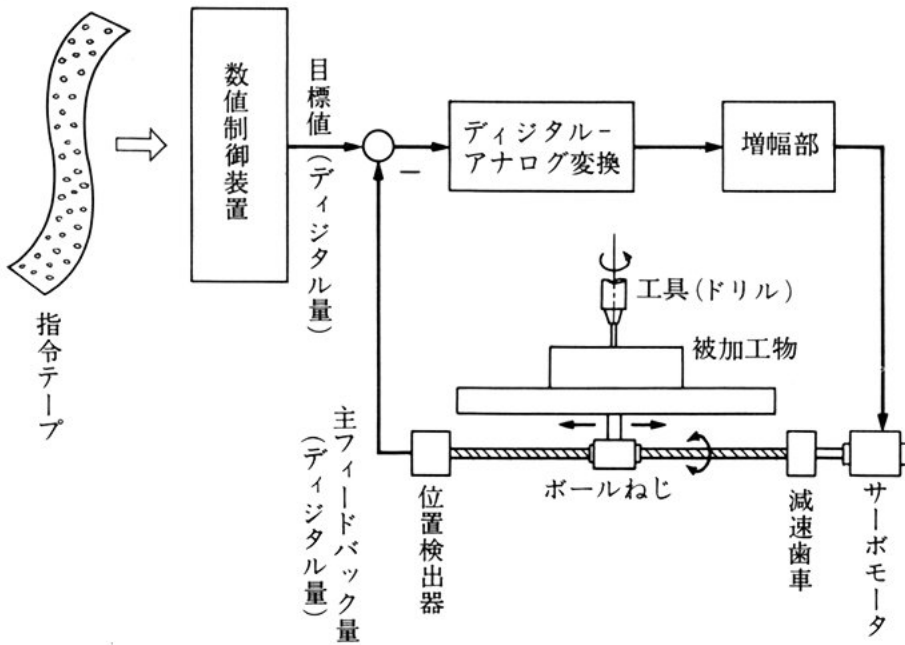 指令テープ
数値制御装置
目標値
(ディジタル量)
−
ディジタル−
アナログ変換
増幅部
工具(ドリル)
被加工物
ボールねじ
主フィードバック量
(ディジタル量)
位置検出器
減速歯車
サーボモータ